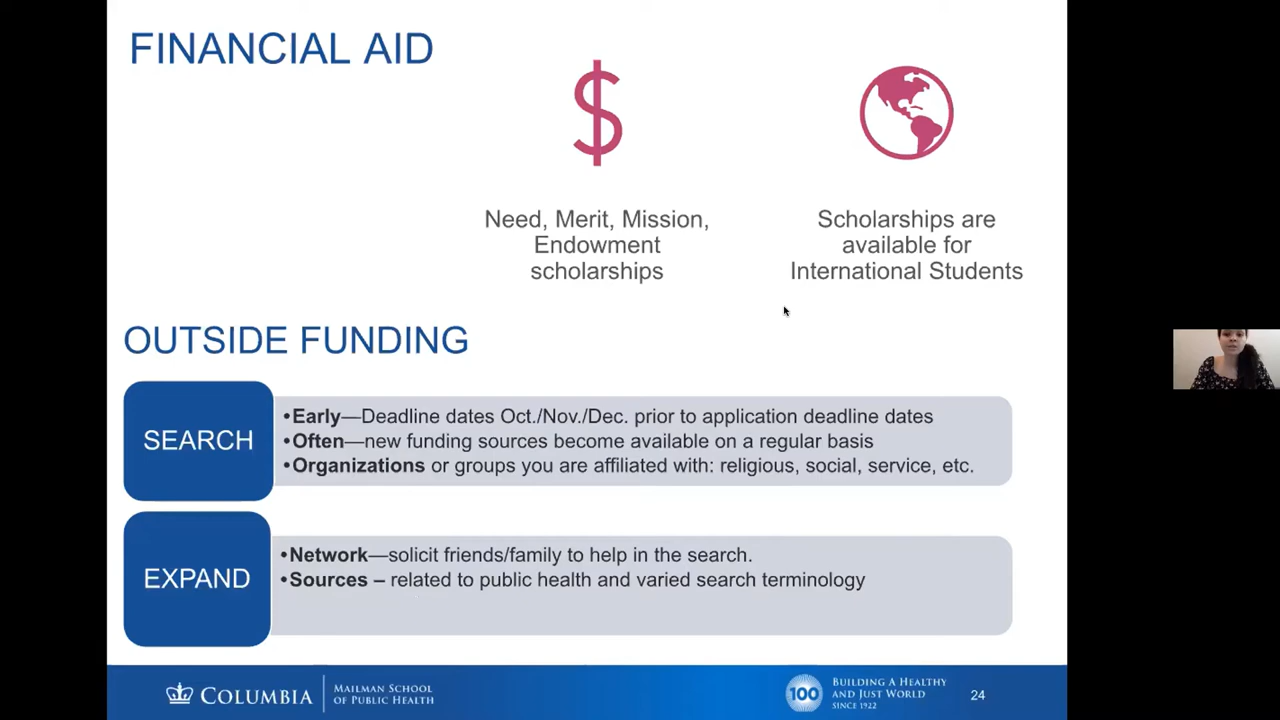 FINANCIAL AID
$
Need, Merit, Mission,
Endowment
scholarships
Scholarships are
available for
International Students
OUTSIDE FUNDING
SEARCH
•Early—Deadline dates Oct./Nov./Dec. prior to application deadline dates
•Often—new funding sources become available on a regular basis
•Organizations or groups you are affiliated with: religious, social, service, etc.
EXPAND
•Network—solicit friends/family to help in the search.
•Sources – related to public health and varied search terminology
COLUMBIA
MAILMAN SCHOOL
OF PUBLIC HEALTH
100
BUILDING A HEALTHY
AND JUST WORLD
SINCE 1922
24